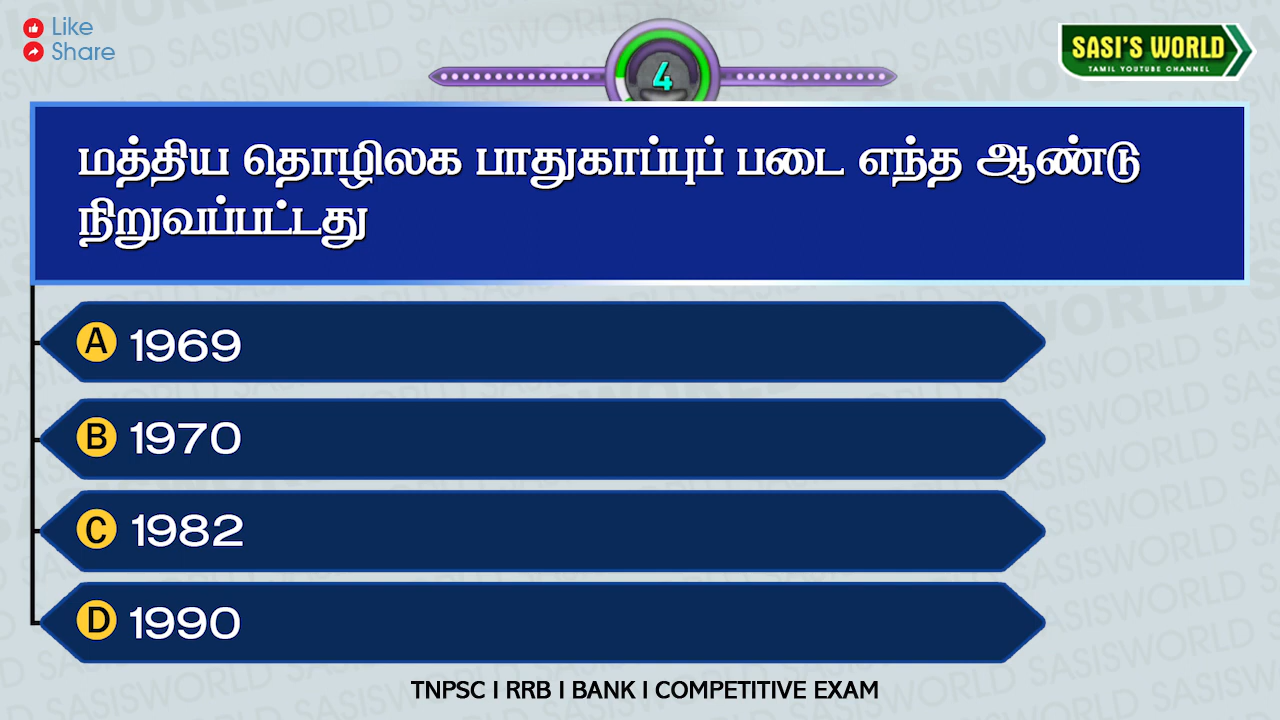 Like
Share
4
SASI'S WORLD
TAMIL YOUTUBE CHANNEL
மத்திய தொழிலக பாதுகாப்புப் படை எந்த ஆண்டு
நிறுவப்பட்டது
A 1969
B 1970
C 1982
D 1990
TNPSC I RRB I BANK I COMPETITIVE EXAM
SASISWORLD